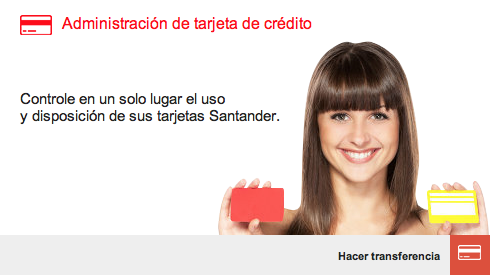 Administración de tarjeta de crédito
Controle en un solo lugar el uso
y disposición de sus tarjetas Santander.
Hacer transferencia